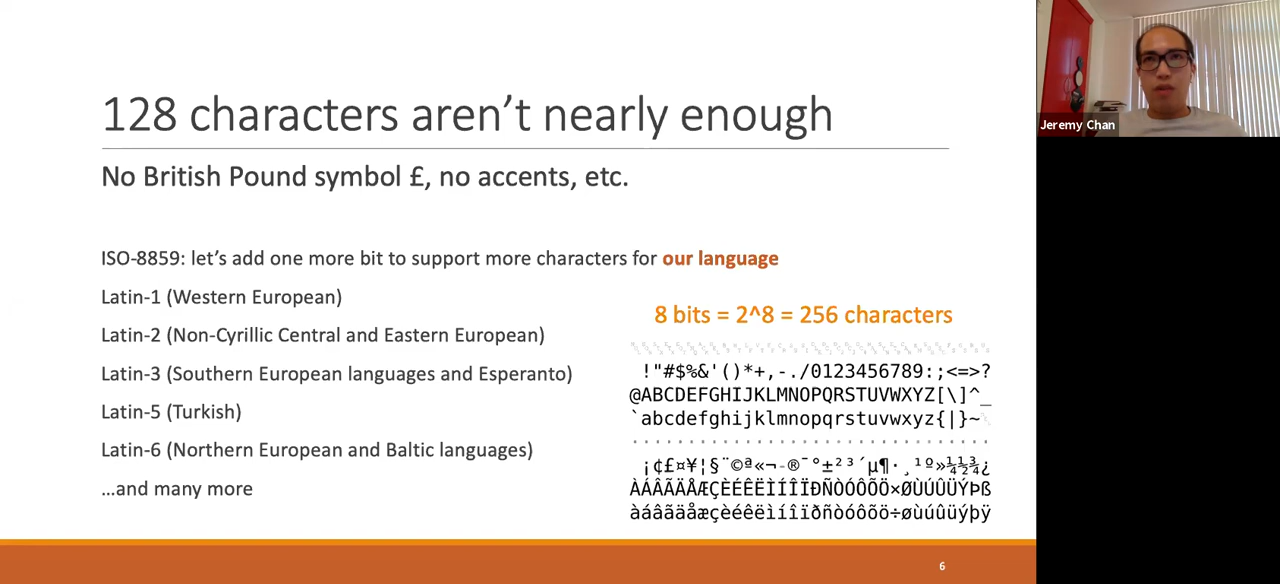 128 characters aren’t nearly enough
No British Pound symbol £, no accents, etc.
ISO-8859: let’s add one more bit to support more characters for our language
Latin-1 (Western European)
Latin-2 (Non-Cyrillic Central and Eastern European)
Latin-3 (Southern European languages and Esperanto)
Latin-5 (Turkish)
Latin-6 (Northern European and Baltic languages)
…and many more
8 bits = 2^8 = 256 characters
!"#$%&'()*+,-./0123456789:;<=>?
@ABCDEFGHIJKLMNOPQRSTUVWXYZ[\]^_
`abcdefghijklmnopqrstuvwxyz{|}~
¡¢£¤¥¦§¨©ª«¬-®¯°±²³´µ¶·¸¹º»¼½¾¿
ÀÁÂÃÄÅÆÇÈÉÊËÌÍÎÏÐÑÒÓÔÕÖ×ØÙÚÛÜÝÞß
àáâãäåæçèéêëìíîïðñòóôõö÷øùúûüýþÿ
6
Jeremy Chan